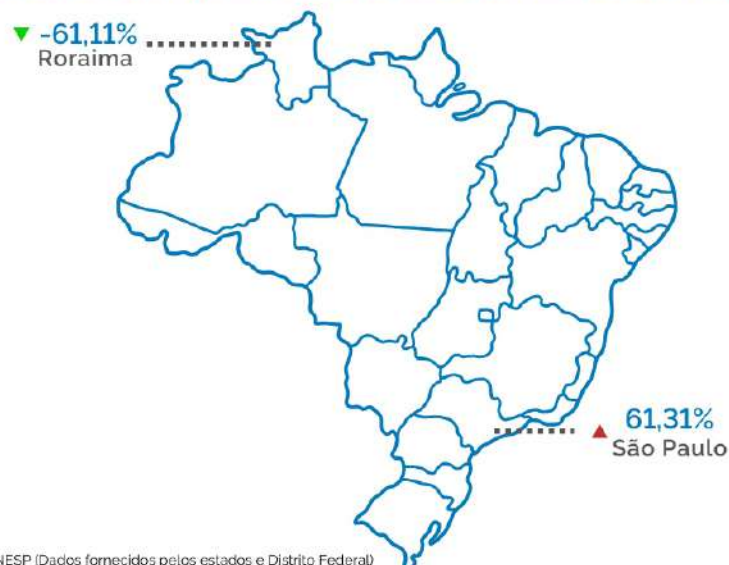 -61,11%
Roraima
61,31%
São Paulo
(Dados fornecidos pelos estados e Distrito Federal)